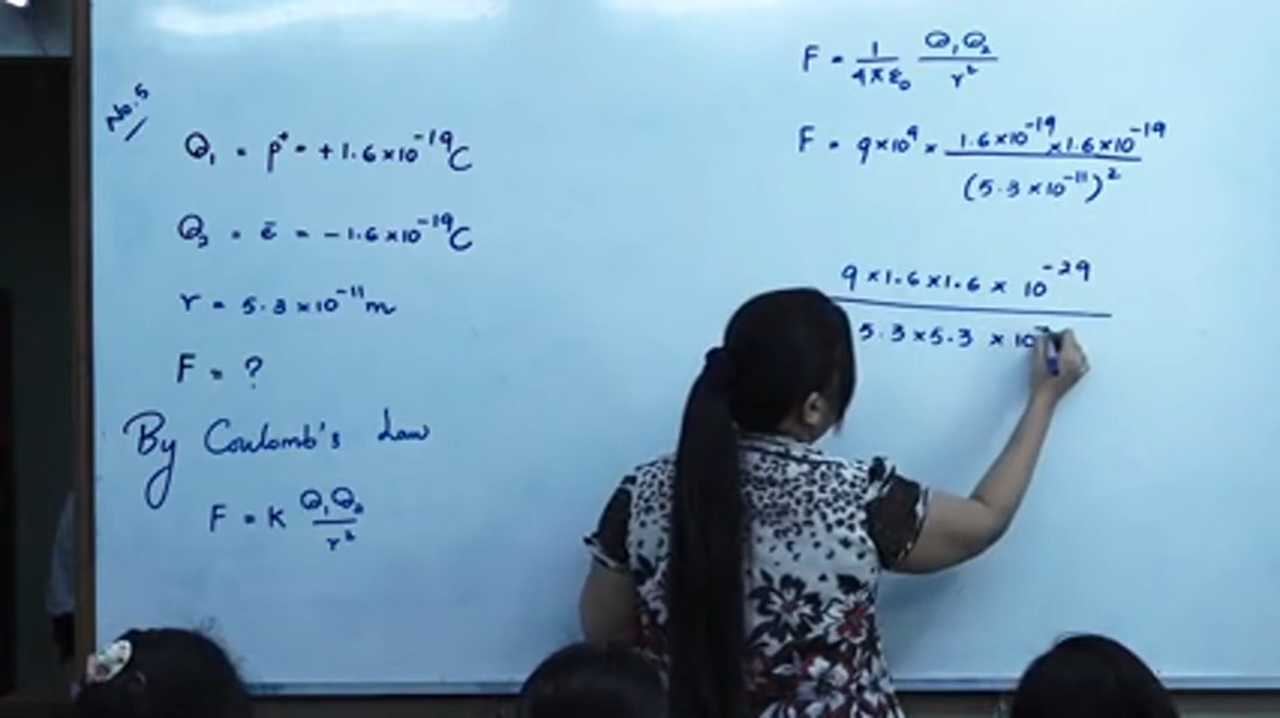 No.5
Q₁ = p⁺ = +1.6×10⁻¹⁹C
Q₂ = ē = -1.6×10⁻¹⁹C
r = 5.3×10⁻¹¹m
F = ?
By Coulomb's Law
F = K Q₁Q₂/r²
F = 1/4πε₀ Q₁Q₂/r²
F = 9×10⁹ × 1.6×10⁻¹⁹×1.6×10⁻¹⁹/(5.3×10⁻¹¹)²
9×1.6×1.6× 10⁻²⁹
5.3×5.3 × 10⁻